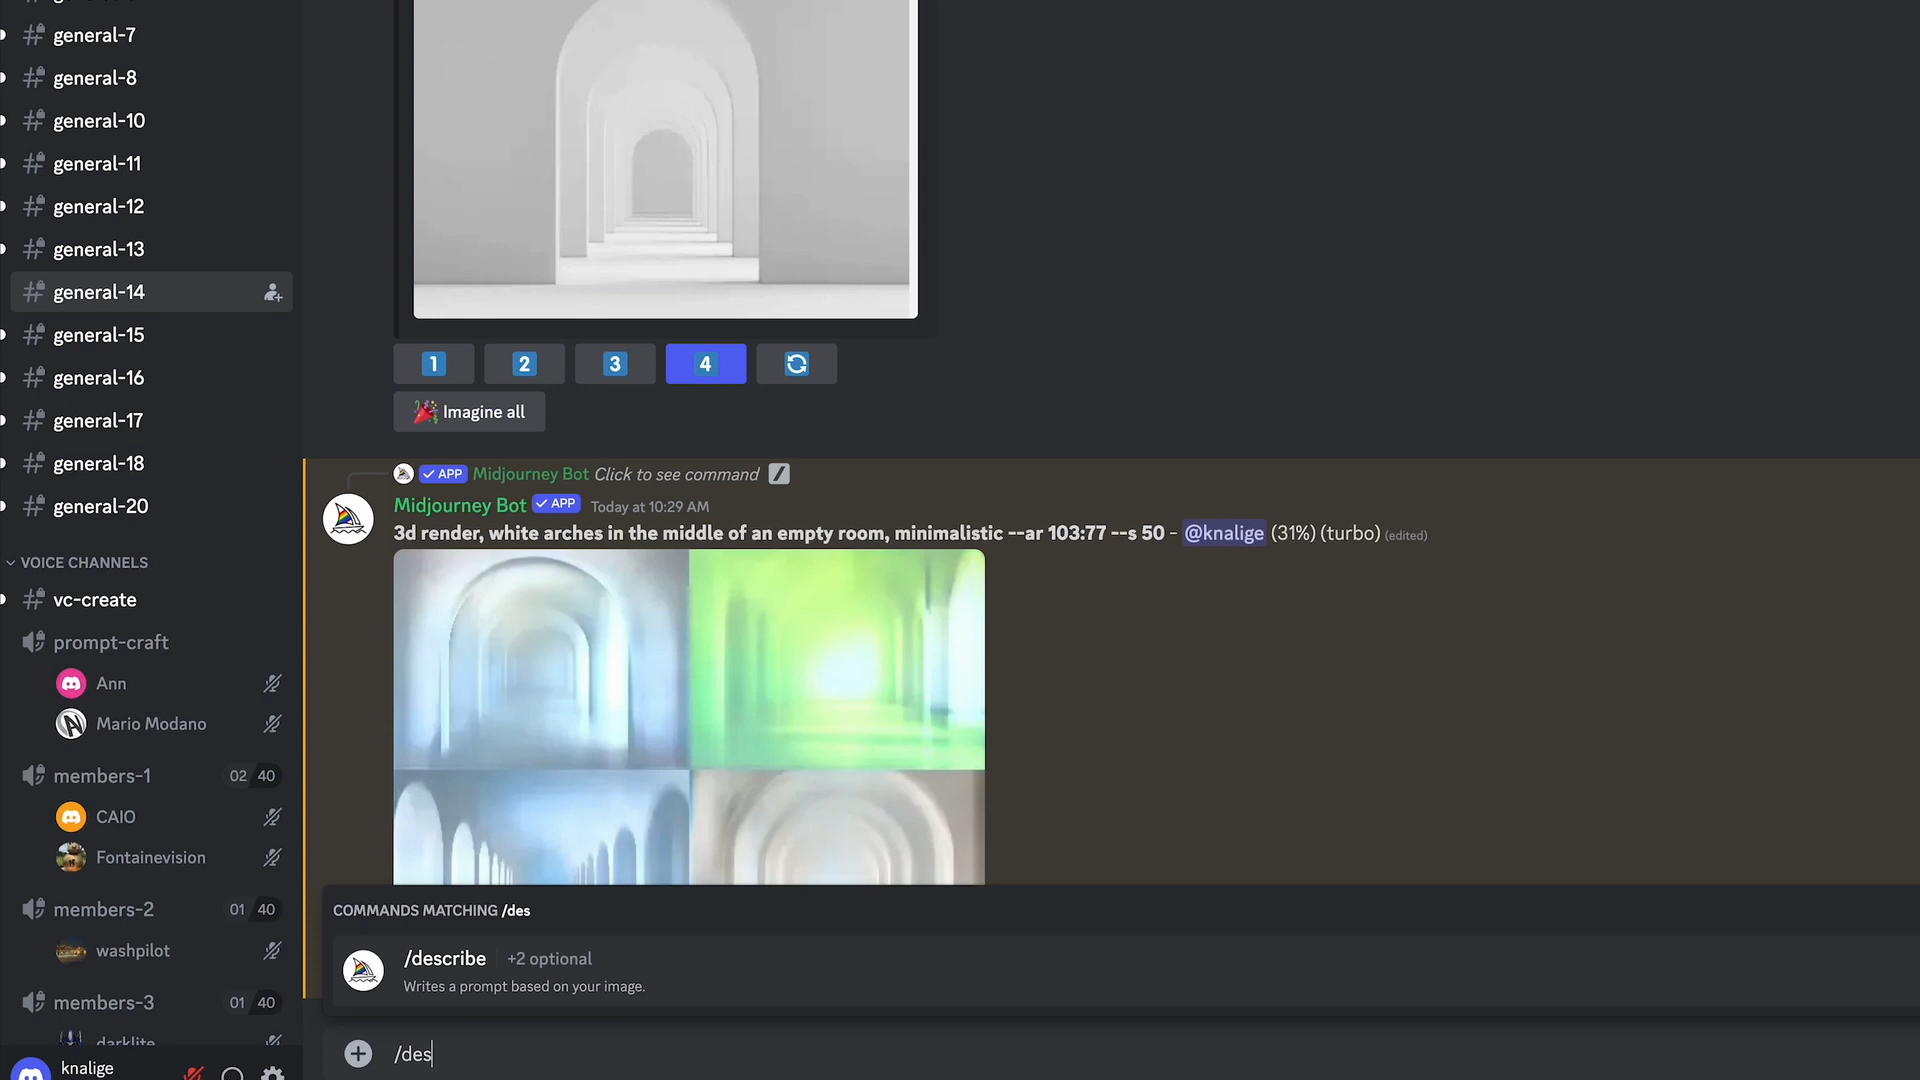 general-7
general-8
general-10
general-11
general-12
general-13
general-14
general-15
general-16
general-17
general-18
general-20
VOICE CHANNELS
vc-create
prompt-craft
Ann
Mario Modano
members-1 02 40
CAIO
Fontainevision
members-2 01 40
washpilot
members-3 01 40
darklite
knalige
1 2 3 4
Imagine all
APP Midjourney Bot Click to see command
Midjourney Bot APP Today at 10:29 AM
3d render, white arches in the middle of an empty room, minimalistic --ar 103:77 --s 50 - @knalige (31%) (turbo) (edited)
COMMANDS MATCHING /des
/describe +2 optional
Writes a prompt based on your image.
/des